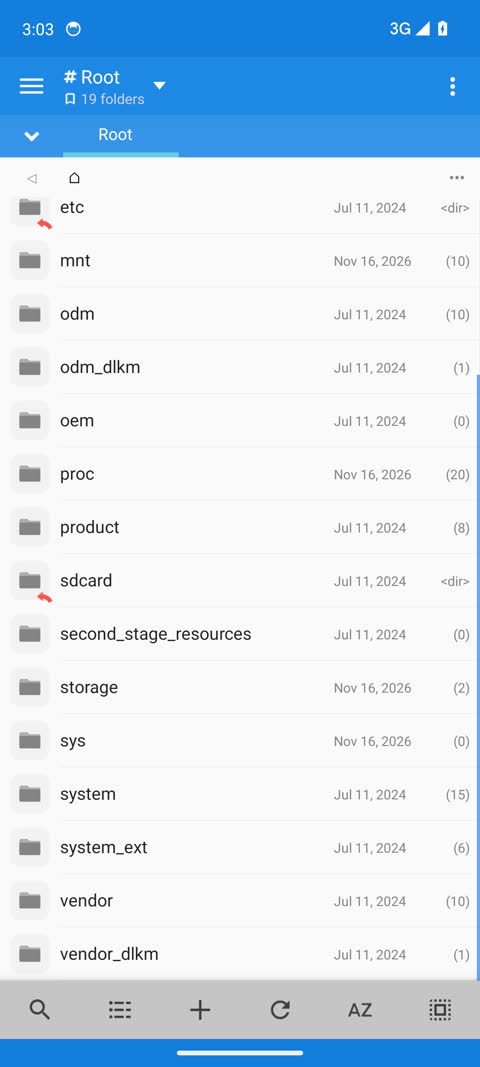 3:03
3G
# Root
19 folders
Root
etc Jul 11, 2024 <dir>
mnt Nov 16, 2026 (10)
odm Jul 11, 2024 (10)
odm_dlkm Jul 11, 2024 (1)
oem Jul 11, 2024 (0)
proc Nov 16, 2026 (20)
product Jul 11, 2024 (8)
sdcard Jul 11, 2024 <dir>
second_stage_resources Jul 11, 2024 (0)
storage Nov 16, 2026 (2)
sys Nov 16, 2026 (0)
system Jul 11, 2024 (15)
system_ext Jul 11, 2024 (6)
vendor Jul 11, 2024 (10)
vendor_dlkm Jul 11, 2024 (1)
AZ